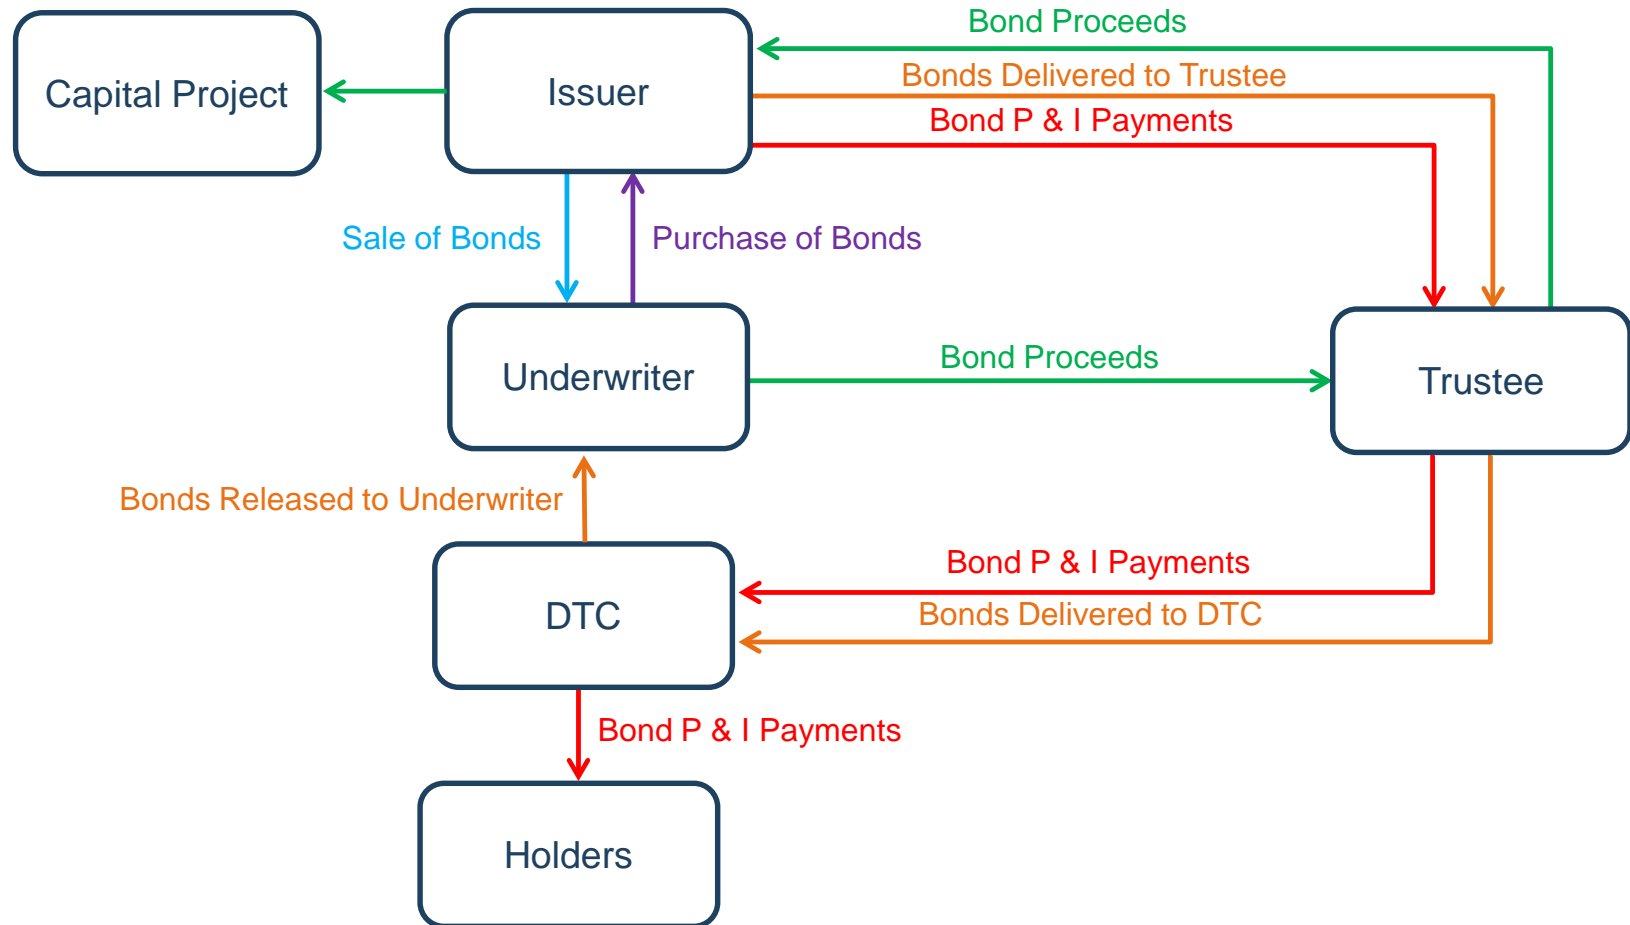 Bond Proceeds
Capital Project
Issuer
Bonds Delivered to Trustee
Bond P & I Payments
Sale of Bonds
Purchase of Bonds
Underwriter
Bond Proceeds
Trustee
Bonds Released to Underwriter
Bond P & I Payments
DTC
Bonds Delivered to DTC
Bond P & I Payments
Holders